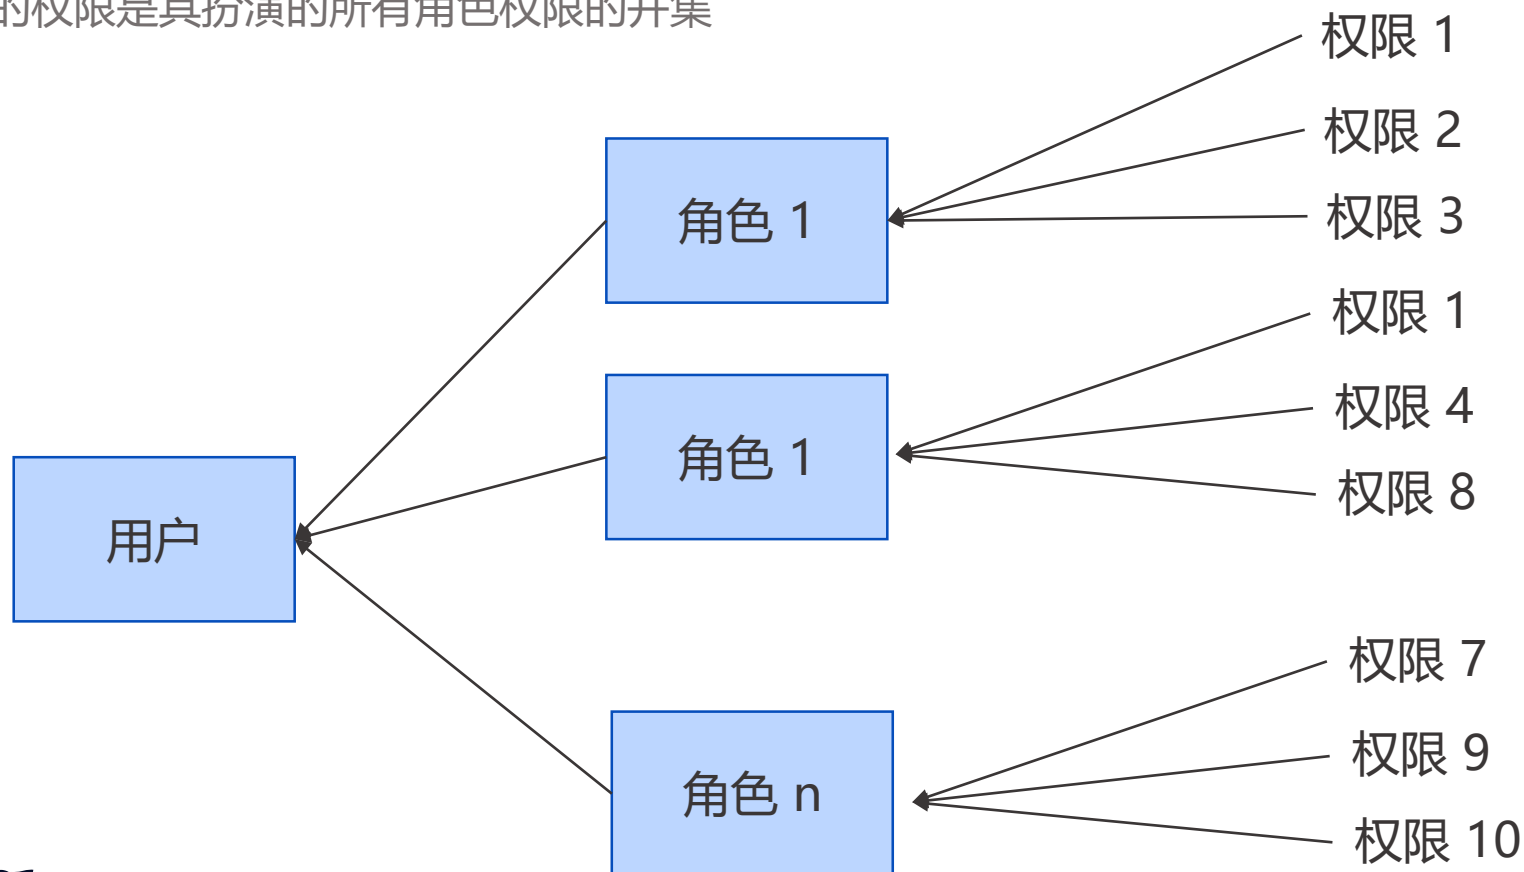 的权限是其扮演的所有角色权限的并集
权限 1
权限 2
角色 1
权限 3
权限 1
权限 4
角色 1
权限 8
用户
权限 7
权限 9
角色 n
权限 10